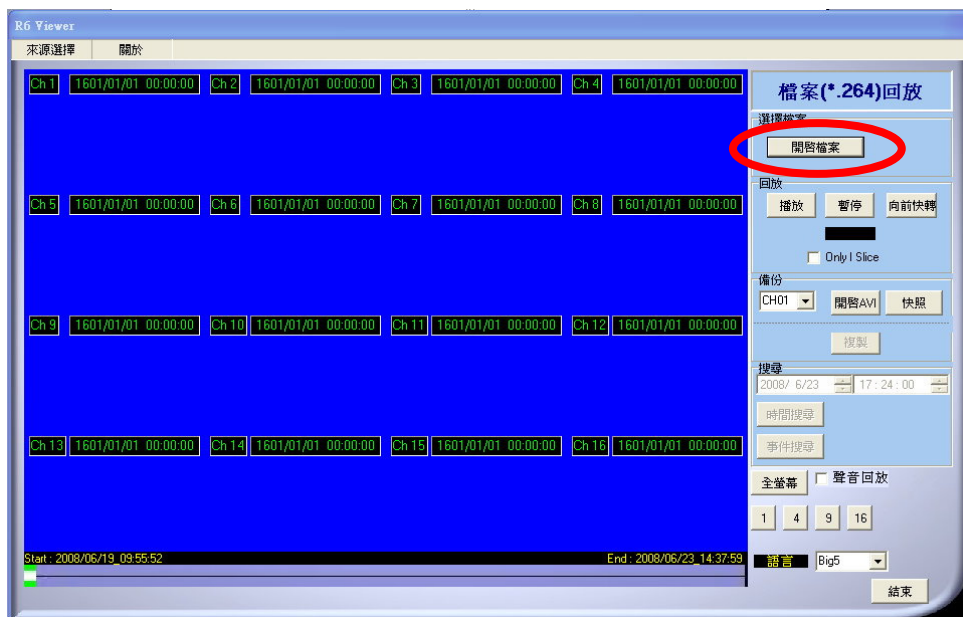 R6 Viewer
來源選擇 關於
Ch 1 1601/01/01 00:00:00 Ch 2 1601/01/01 00:00:00 Ch 3 1601/01/01 00:00:00 Ch 4 1601/01/01 00:00:00
Ch 5 1601/01/01 00:00:00 Ch 6 1601/01/01 00:00:00 Ch 7 1601/01/01 00:00:00 Ch 8 1601/01/01 00:00:00
Ch 9 1601/01/01 00:00:00 Ch 10 1601/01/01 00:00:00 Ch 11 1601/01/01 00:00:00 Ch 12 1601/01/01 00:00:00
Ch 13 1601/01/01 00:00:00 Ch 14 1601/01/01 00:00:00 Ch 15 1601/01/01 00:00:00 Ch 16 1601/01/01 00:00:00
Start : 2008/06/19_09:55:52 End : 2008/06/23_14:37:59
檔案(*.264)回放
選擇檔案
開啓檔案
回放
播放 暫停 向前快轉
Only I Slice
備份
CH01 開啓AVI 快照
複製
搜尋
2008/ 6/23 17:24:00
時間搜尋
事件搜尋
全螢幕 聲音回放
1 4 9 16
語言 Big5
結束